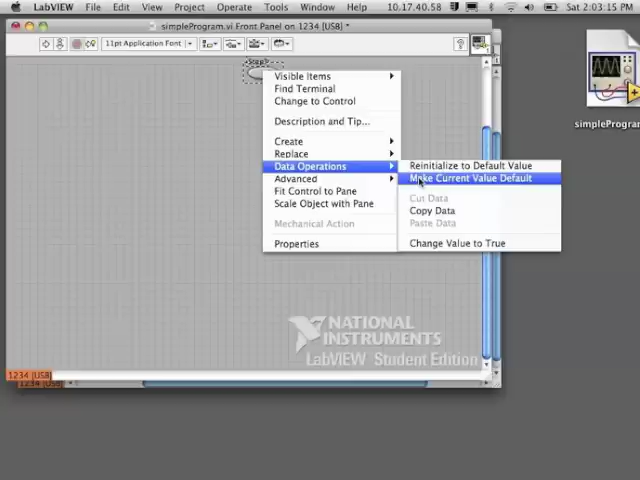 LabVIEW File Edit View Project Operate Tools Window 10.17.40.58 Sat 2:03:15 PM
simpleProgram.vi Front Panel on 1234 [USB] *
11pt Application Font
Stop
Visible Items
Find Terminal
Change to Control
Description and Tip...
Create
Replace
Data Operations
Advanced
Fit Control to Pane
Scale Object with Pane
Mechanical Action
Properties
Reinitialize to Default Value
Make Current Value Default
Cut Data
Copy Data
Paste Data
Change Value to True
simpleProgra
NATIONAL
INSTRUMENTS
LabVIEW Student Edition
1234 [USB]
1234 [USB]